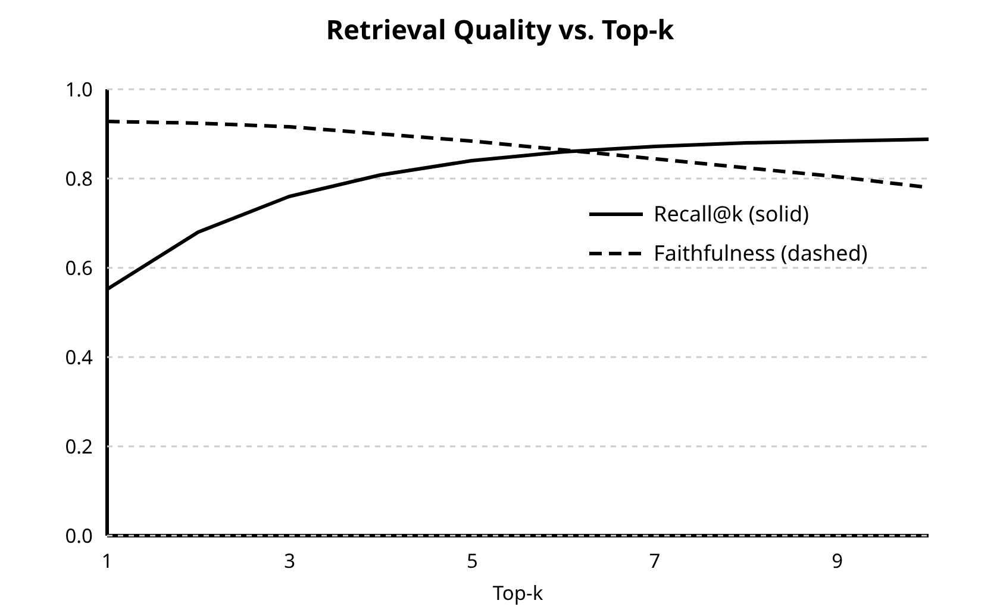 Retrieval Quality vs. Top-k
1.0
0.8
Recall@k (solid)
Faithfulness (dashed)
0.6
0.4
0.2
0.0
1 3 5 7 9
Top-k